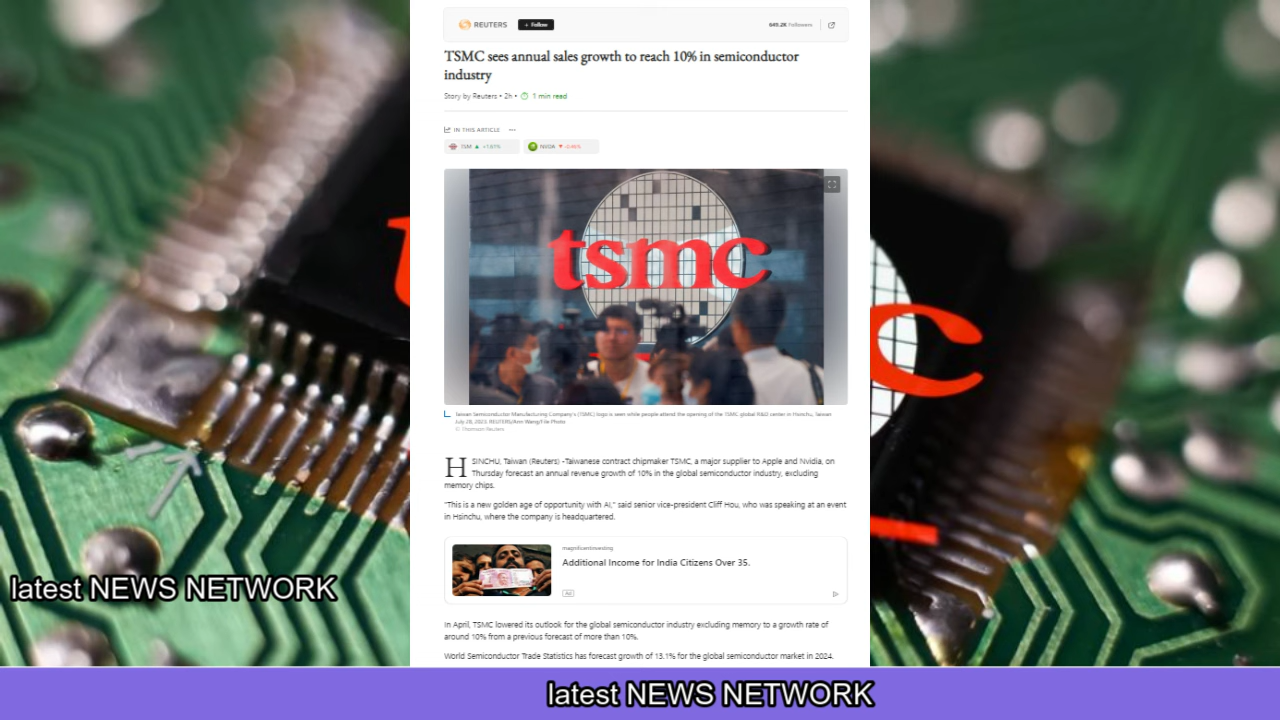 REUTERS
+ Follow
649.2K Followers
TSMC sees annual sales growth to reach 10% in semiconductor
industry
Story by Reuters • 2h •
1 min read
IN THIS ARTICLE
TSM ▲
NVDA ▼
tsmc
Taiwan Semiconductor Manufacturing Company's (TSMC) logo is seen while people attend the opening of the TSMC global R&D center in Hsinchu, Taiwan
July 28, 2023. REUTERS/Ann Wang/File Photo
© Thomson Reuters
HSINCHU, Taiwan (Reuters) -Taiwanese contract chipmaker TSMC, a major supplier to Apple and Nvidia, on
Thursday forecast an annual revenue growth of 10% in the global semiconductor industry, excluding
memory chips.
"This is a new golden age of opportunity with AI," said senior vice-president Cliff Hou, who was speaking at an event
in Hsinchu, where the company is headquartered.
magnificentinvesting
Additional Income for India Citizens Over 35.
Ad
In April, TSMC lowered its outlook for the global semiconductor industry excluding memory to a growth rate of
around 10% from a previous forecast of more than 10%.
World Semiconductor Trade Statistics has forecast growth of 13.1% for the global semiconductor market in 2024.
latest NEWS NETWORK
latest NEWS NETWORK